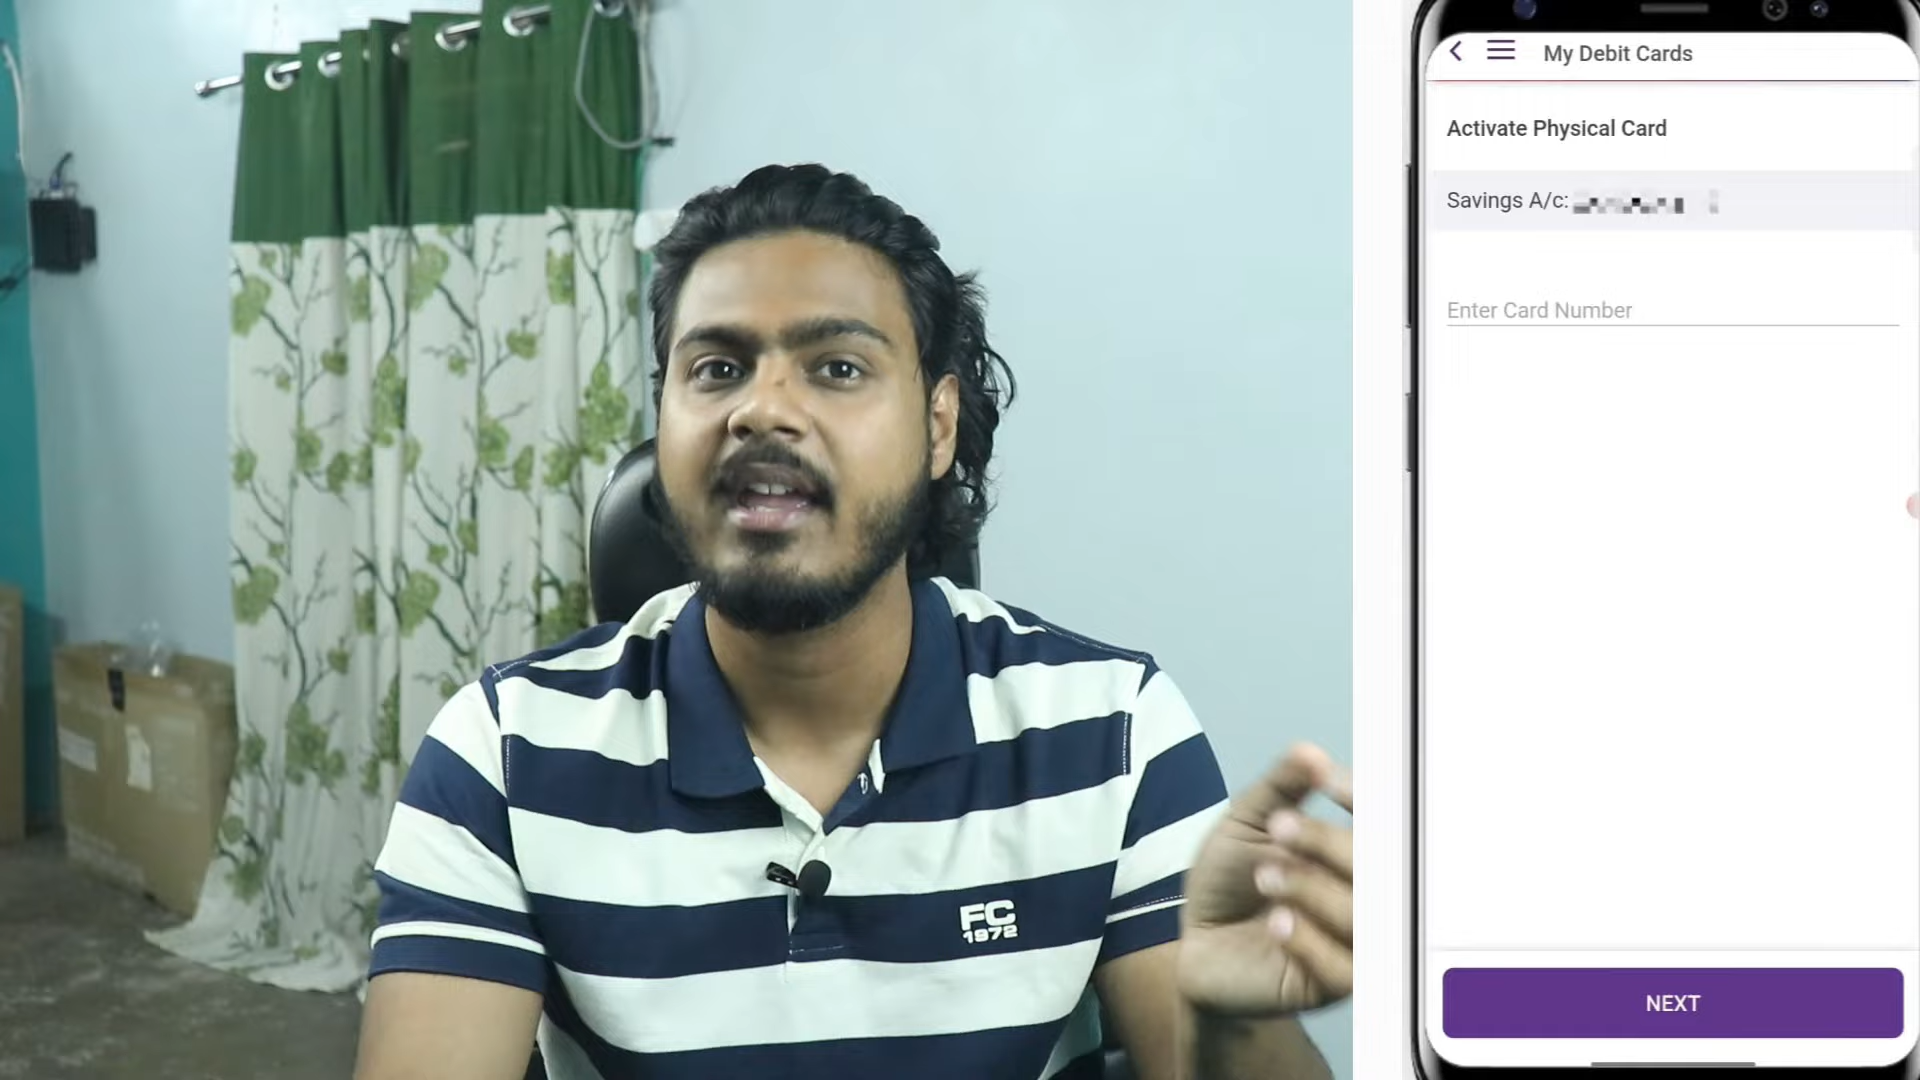 My Debit Cards
Activate Physical Card
Savings A/c:
Enter Card Number
NEXT
FC
1972